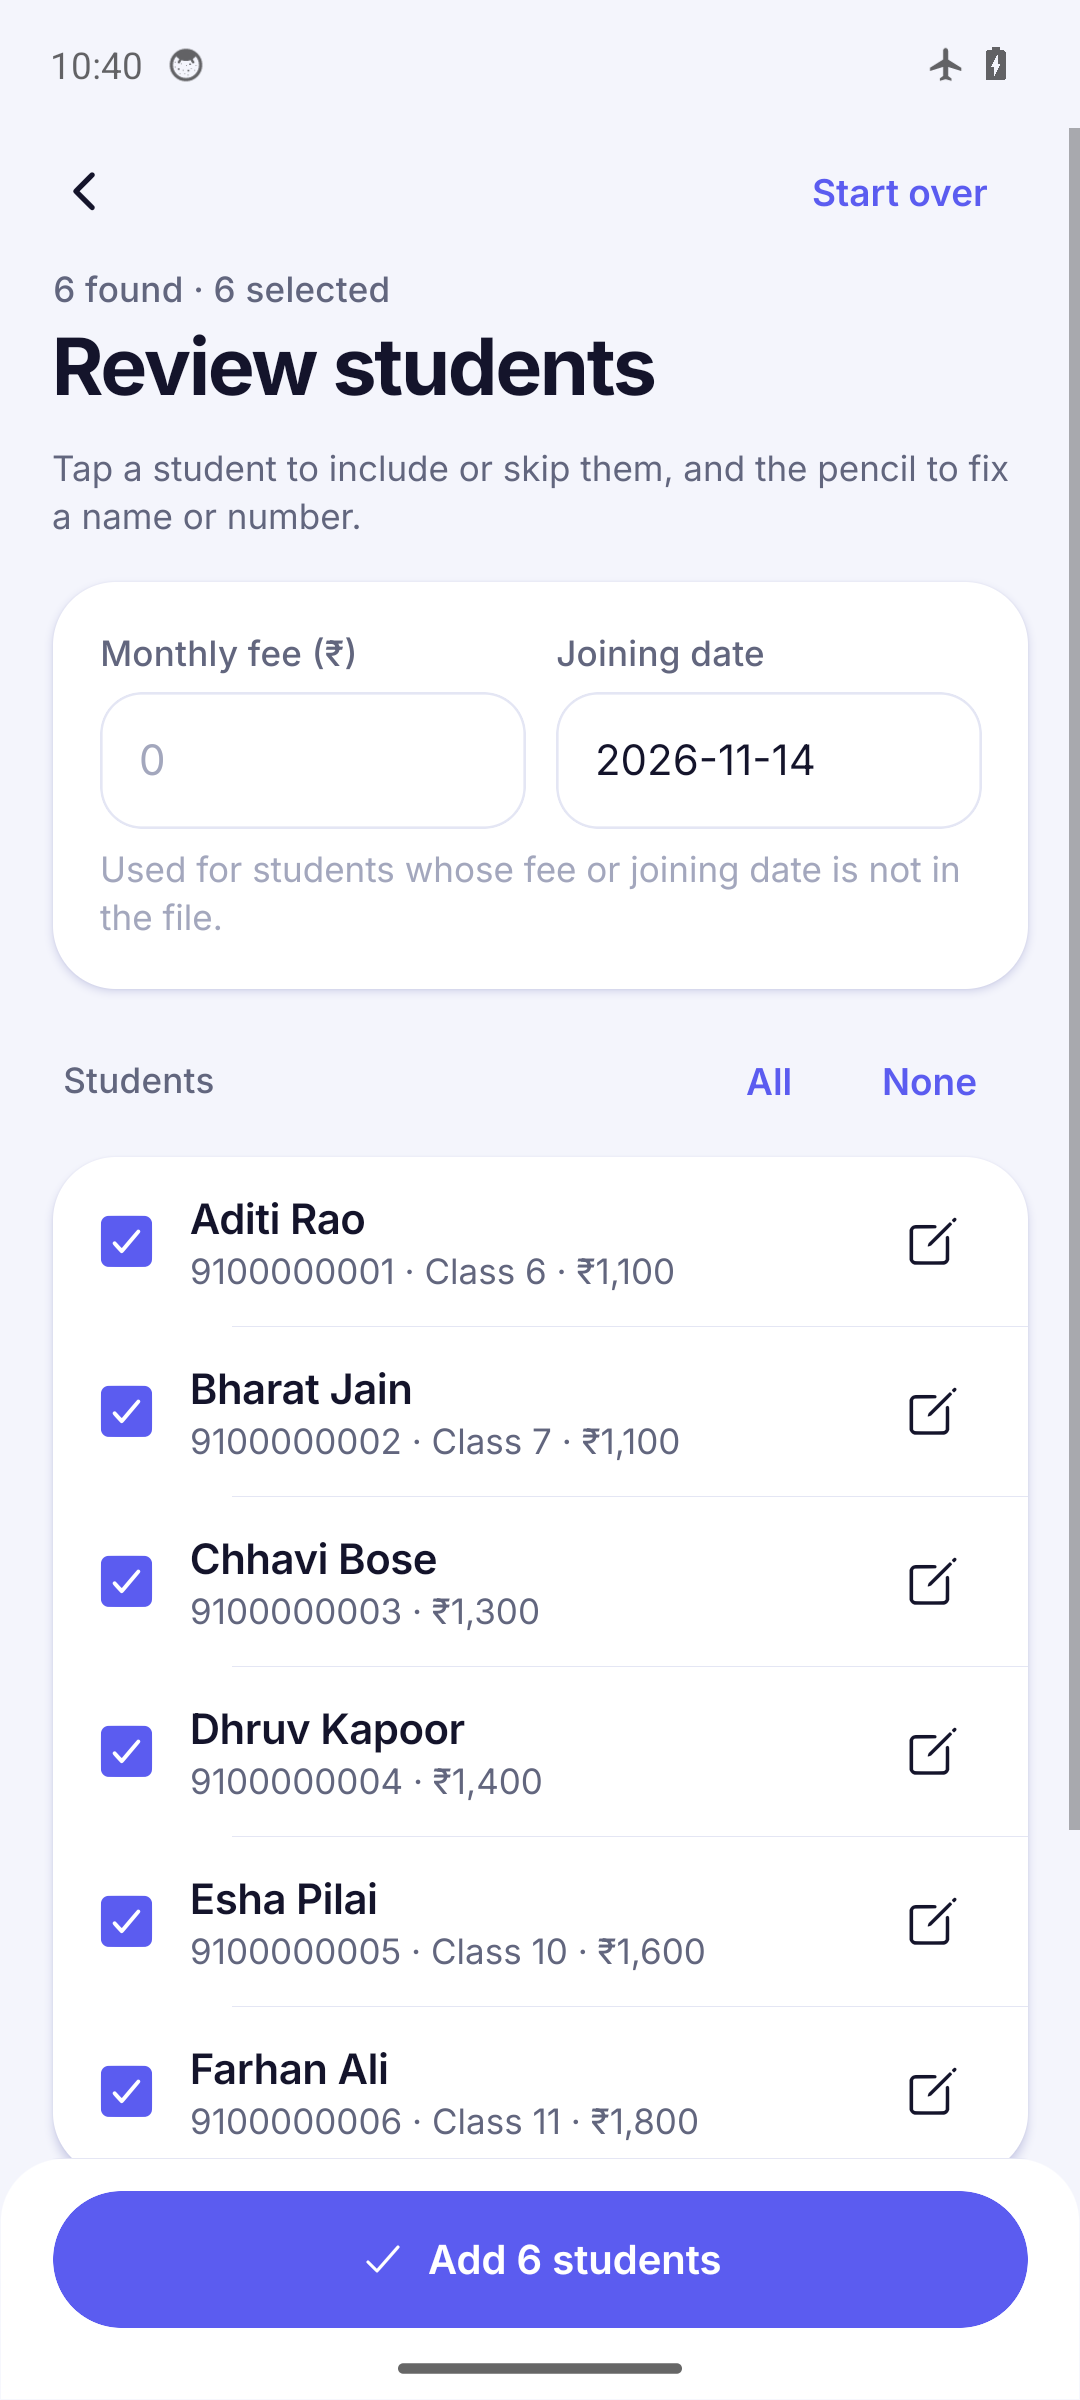 10:40
Start over
6 found · 6 selected
Review students
Tap a student to include or skip them, and the pencil to fix
a name or number.
Monthly fee (₹)
Joining date
0
2026-11-14
Used for students whose fee or joining date is not in
the file.
Students
All
None
Aditi Rao
9100000001 · Class 6 · ₹1,100
Bharat Jain
9100000002 · Class 7 · ₹1,100
Chhavi Bose
9100000003 · ₹1,300
Dhruv Kapoor
9100000004 · ₹1,400
Esha Pilai
9100000005 · Class 10 · ₹1,600
Farhan Ali
9100000006 · Class 11 · ₹1,800
Add 6 students